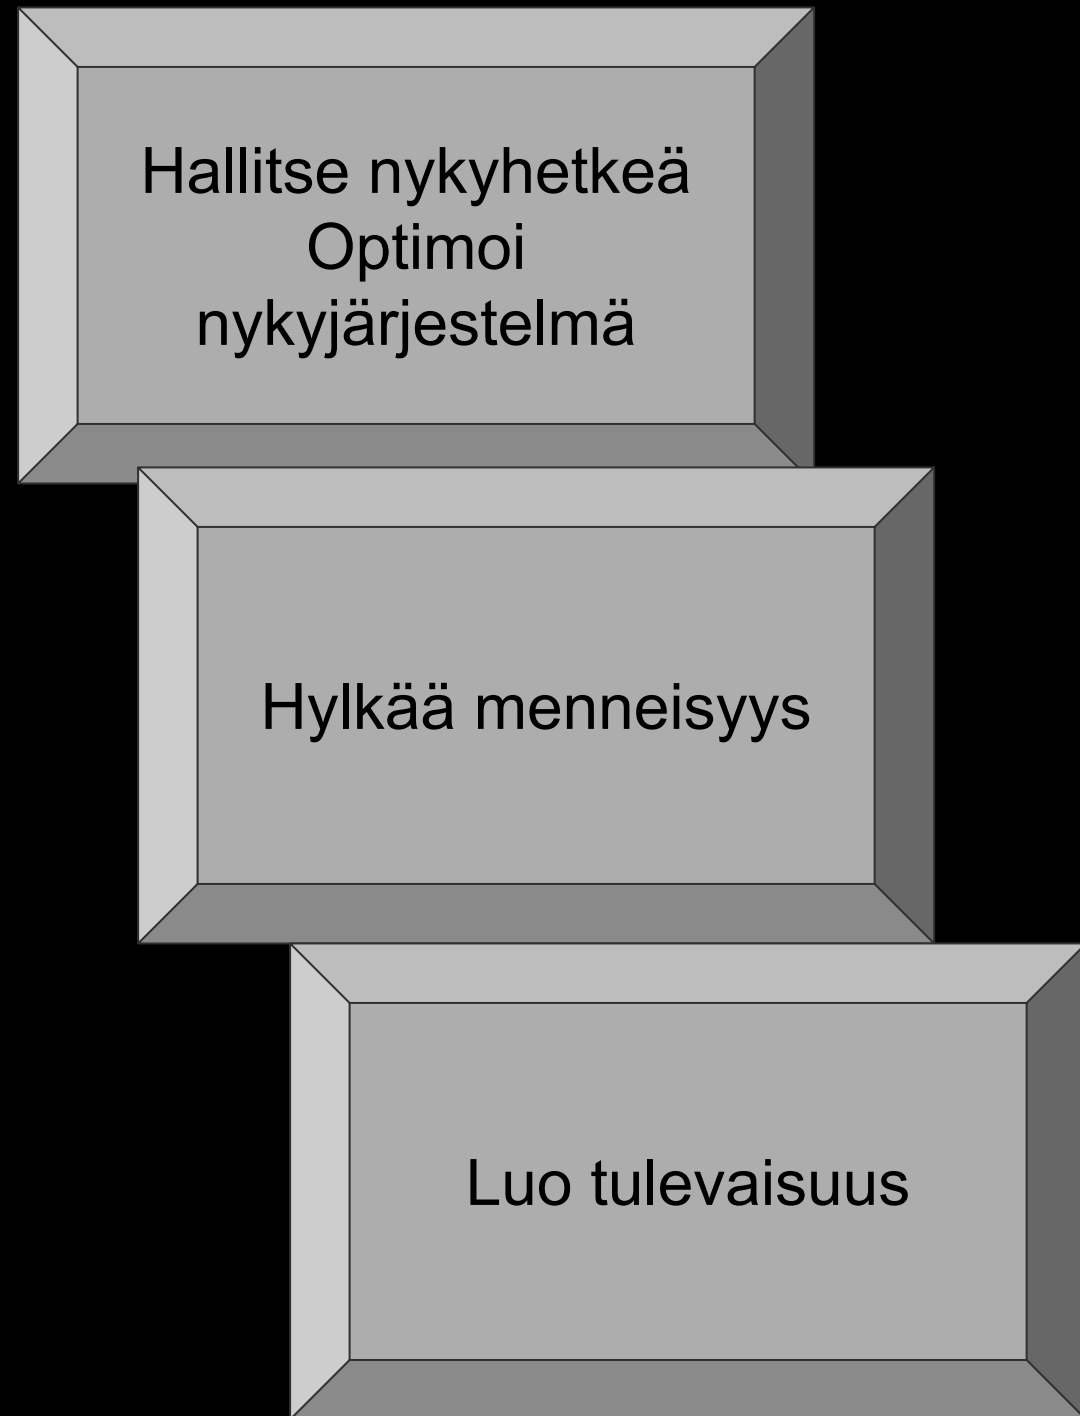 Hallitse nykyhetkeä
Optimoi
nykyjärjestelmä
Hylkää menneisyys
Luo tulevaisuus